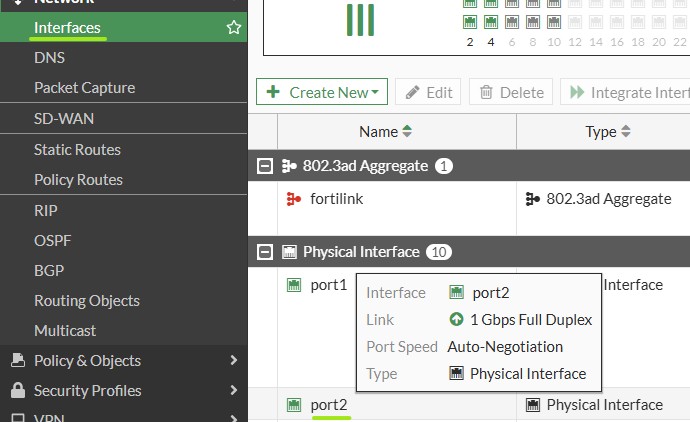 Network
Interfaces
DNS
Packet Capture
SD-WAN
Static Routes
Policy Routes
RIP
OSPF
BGP
Routing Objects
Multicast
Policy & Objects
Security Profiles
VPN
2 4 6 8 10 12 14 16 18 20 22
Create New Edit Delete Integrate Interf
Name Type
802.3ad Aggregate 1
fortilink 802.3ad Aggregate
Physical Interface 10
port1 Interface
Interface port2
Link 1 Gbps Full Duplex
Port Speed Auto-Negotiation
Type Physical Interface
port2 Physical Interface